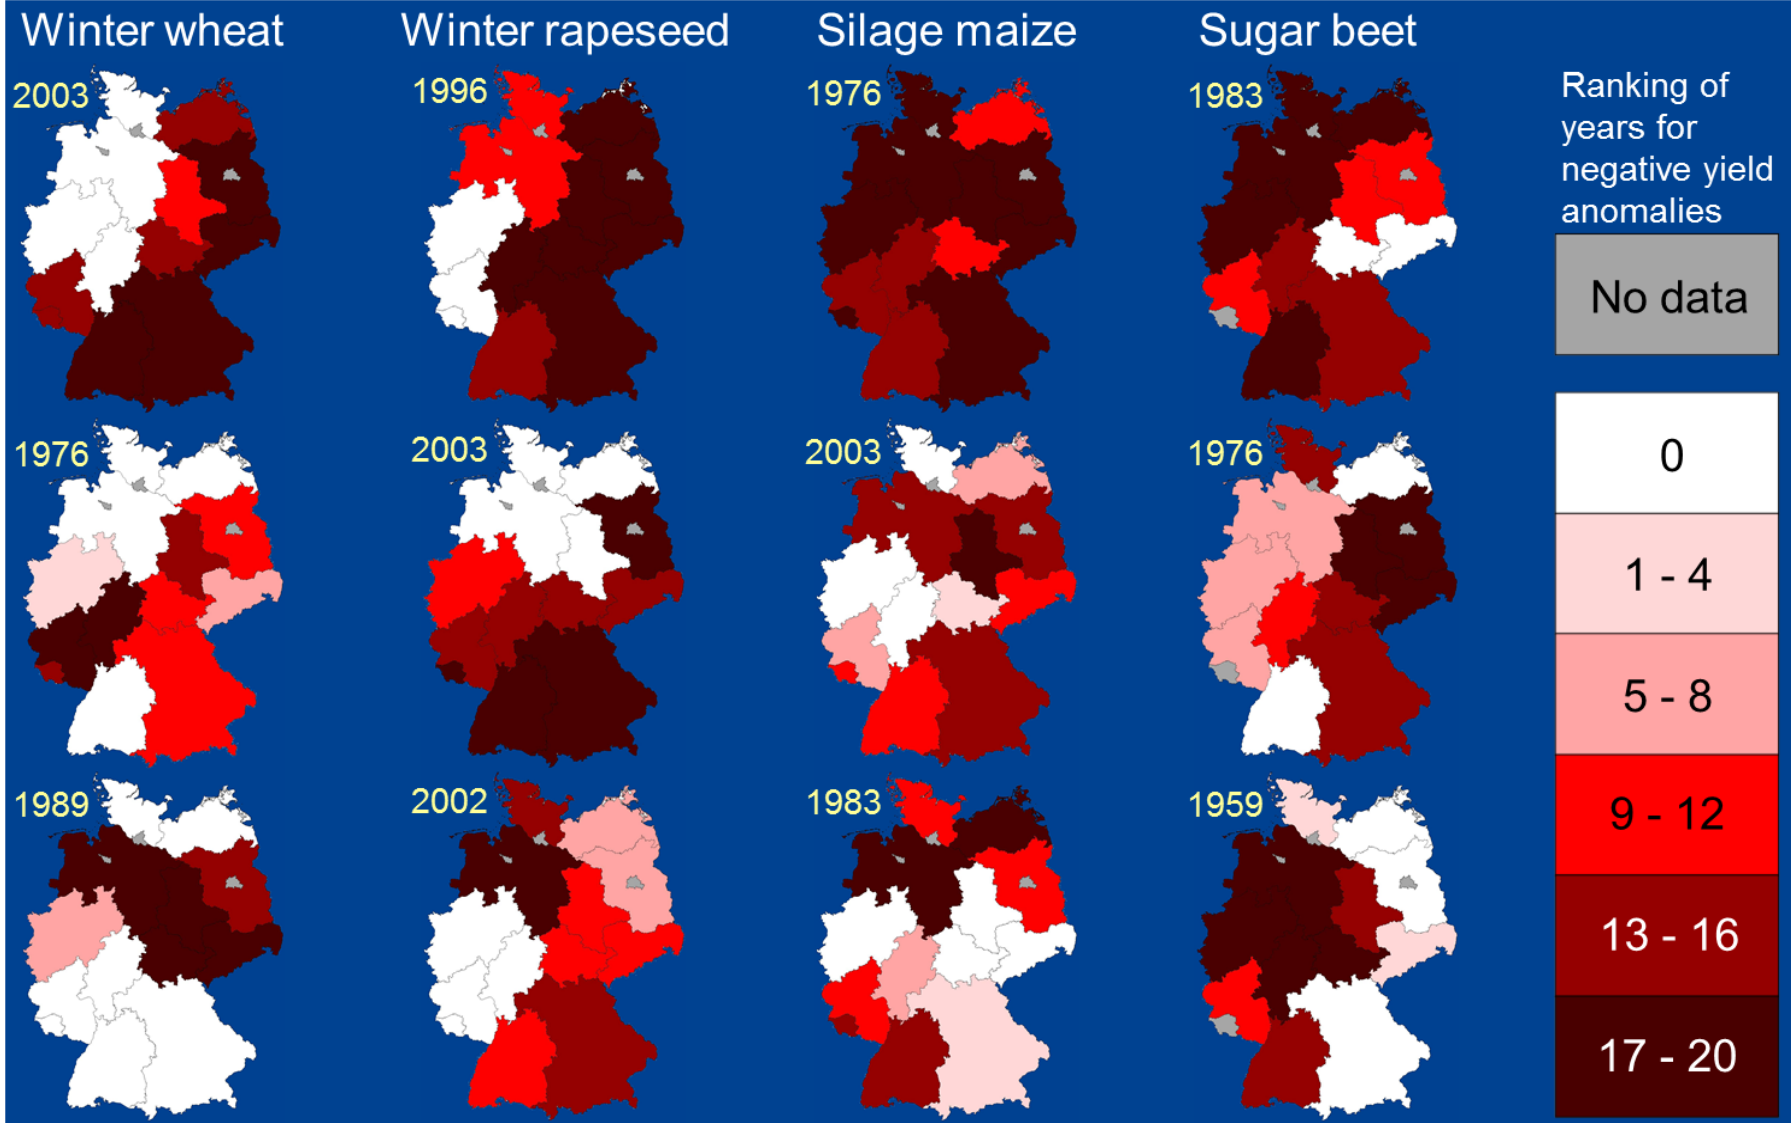 Winter wheat
Winter rapeseed
Silage maize
Sugar beet
2003
1996
1976
1983
1976
2003
2003
1976
1989
2002
1983
1959
Ranking of
years for
negative yield
anomalies
No data
0
1 - 4
5 - 8
9 - 12
13 - 16
17 - 20